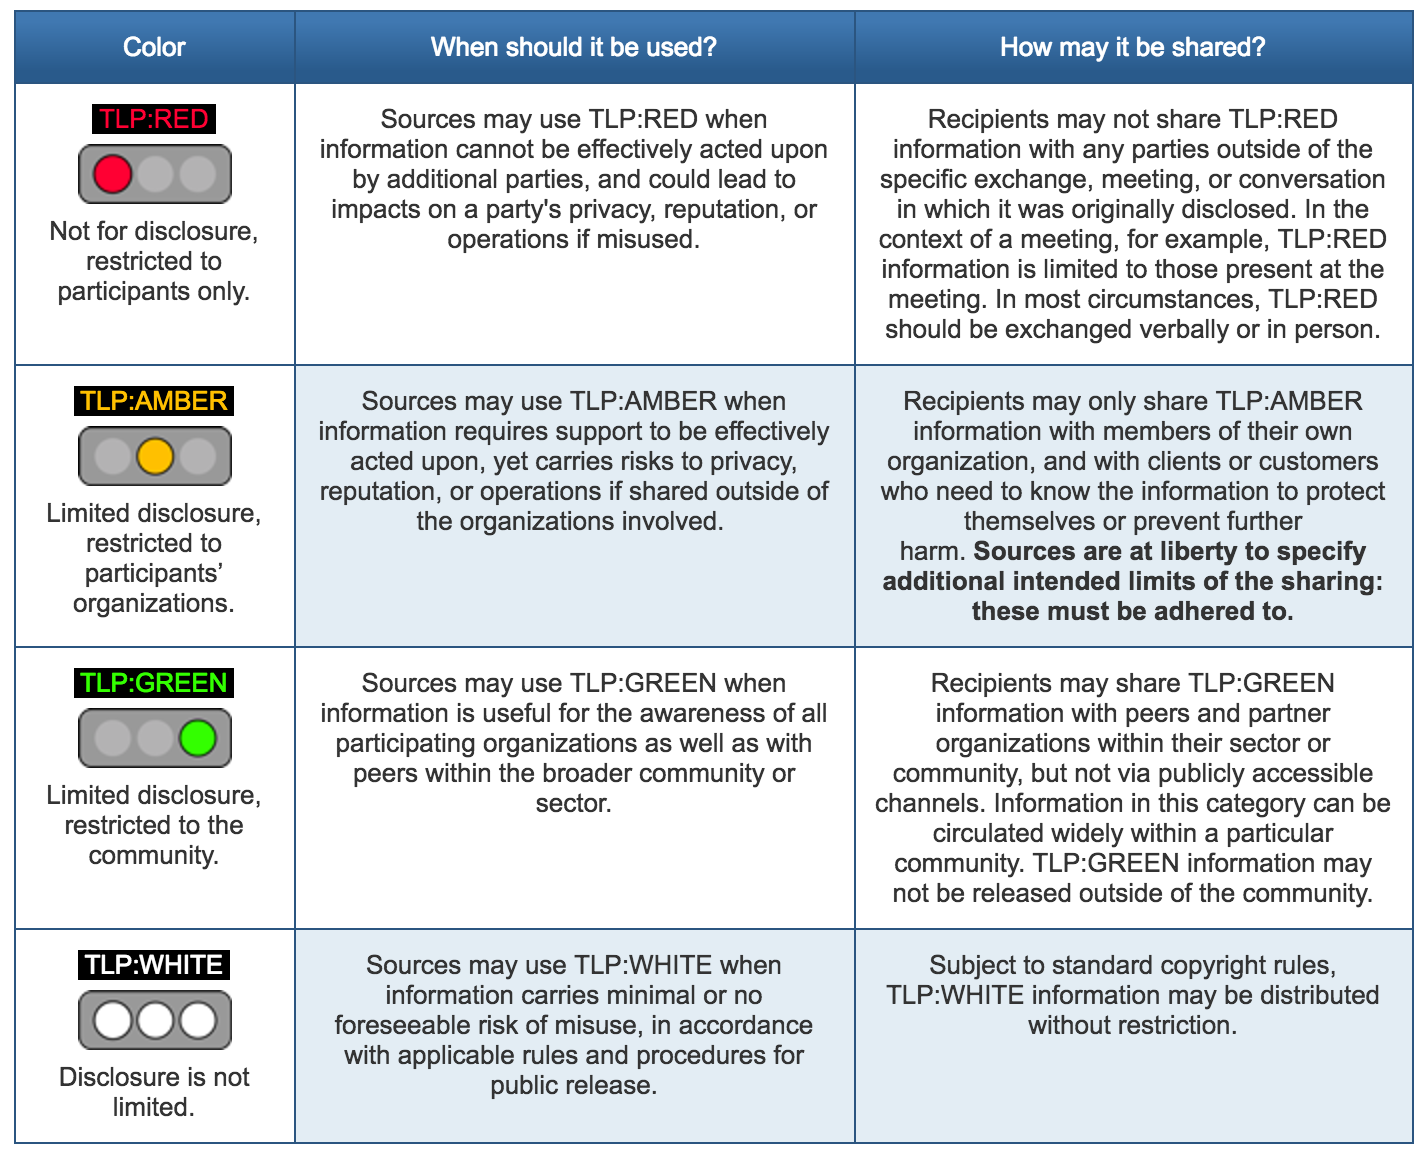 Color
When should it be used?
How may it be shared?
TLP:RED
Not for disclosure,
restricted to
participants only.
Sources may use TLP:RED when
information cannot be effectively acted upon
by additional parties, and could lead to
impacts on a party's privacy, reputation, or
operations if misused.
Recipients may not share TLP:RED
information with any parties outside of the
specific exchange, meeting, or conversation
in which it was originally disclosed. In the
context of a meeting, for example, TLP:RED
information is limited to those present at the
meeting. In most circumstances, TLP:RED
should be exchanged verbally or in person.
TLP:AMBER
Limited disclosure,
restricted to
participants’
organizations.
Sources may use TLP:AMBER when
information requires support to be effectively
acted upon, yet carries risks to privacy,
reputation, or operations if shared outside of
the organizations involved.
Recipients may only share TLP:AMBER
information with members of their own
organization, and with clients or customers
who need to know the information to protect
themselves or prevent further
harm. Sources are at liberty to specify
additional intended limits of the sharing:
these must be adhered to.
TLP:GREEN
Limited disclosure,
restricted to the
community.
Sources may use TLP:GREEN when
information is useful for the awareness of all
participating organizations as well as with
peers within the broader community or
sector.
Recipients may share TLP:GREEN
information with peers and partner
organizations within their sector or
community, but not via publicly accessible
channels. Information in this category can be
circulated widely within a particular
community. TLP:GREEN information may
not be released outside of the community.
TLP:WHITE
Disclosure is not
limited.
Sources may use TLP:WHITE when
information carries minimal or no
foreseeable risk of misuse, in accordance
with applicable rules and procedures for
public release.
Subject to standard copyright rules,
TLP:WHITE information may be distributed
without restriction.